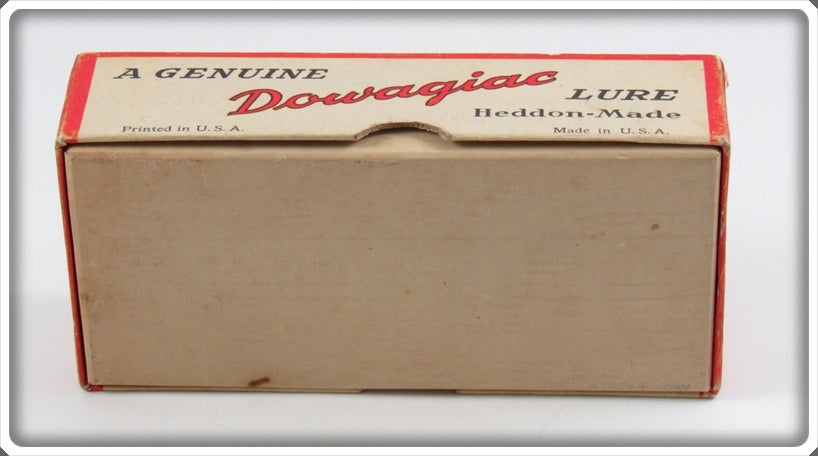 A GENUINE
Dowagiac LURE
Heddon-Made
Printed in U.S.A. Made in U.S.A.